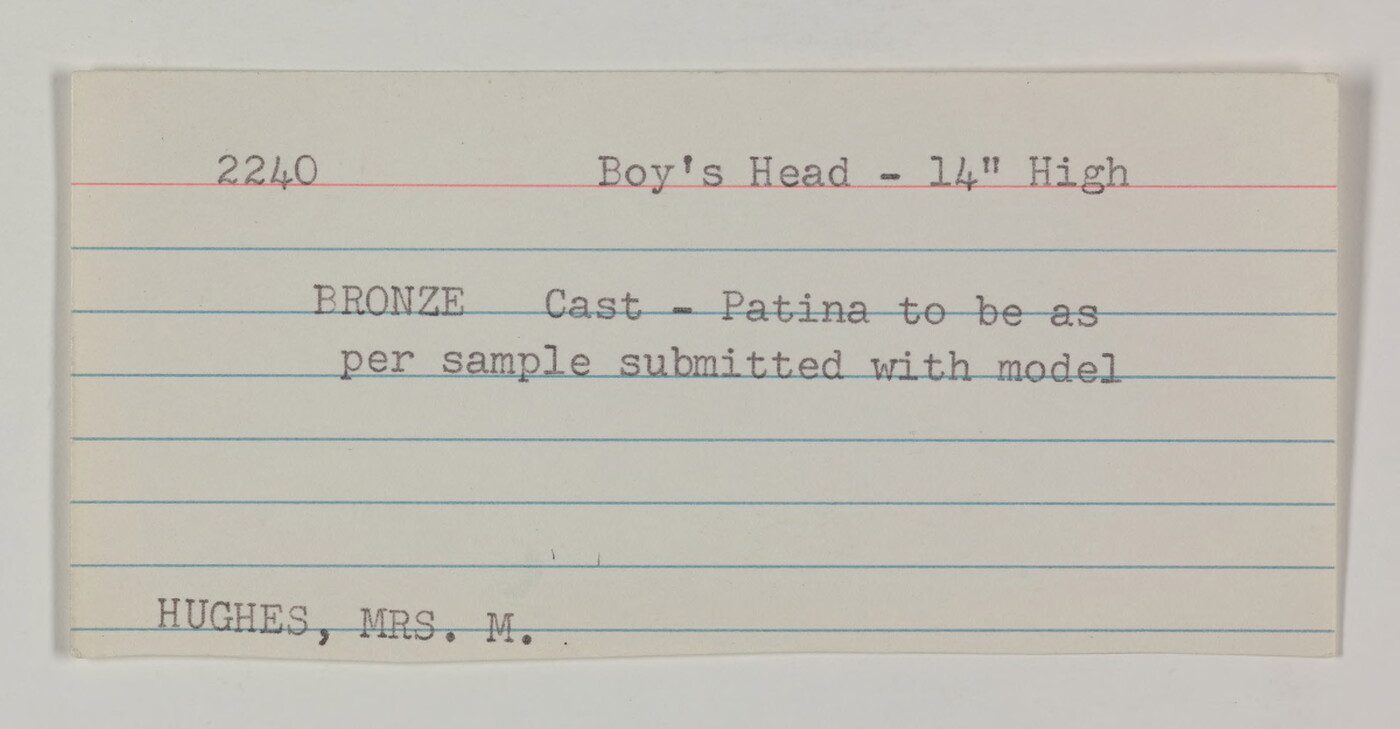 2240 Boy's Head - 14" High
BRONZE Cast - Patina to be as
per sample submitted with model
HUGHES, MRS. M.